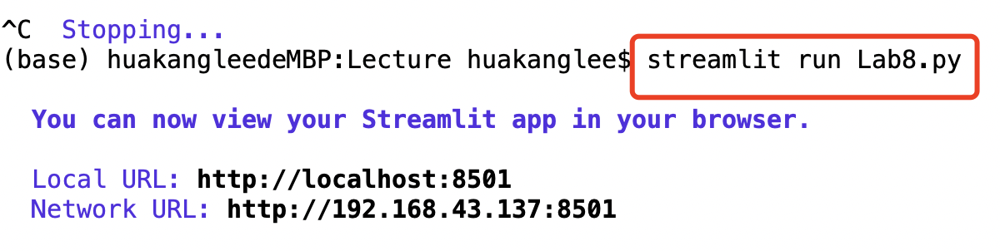 ^C  Stopping...
(base) huakangleedeMBP:Lecture huakanglee$ streamlit run Lab8.py
You can now view your Streamlit app in your browser.
Local URL: http://localhost:8501
Network URL: http://192.168.43.137:8501